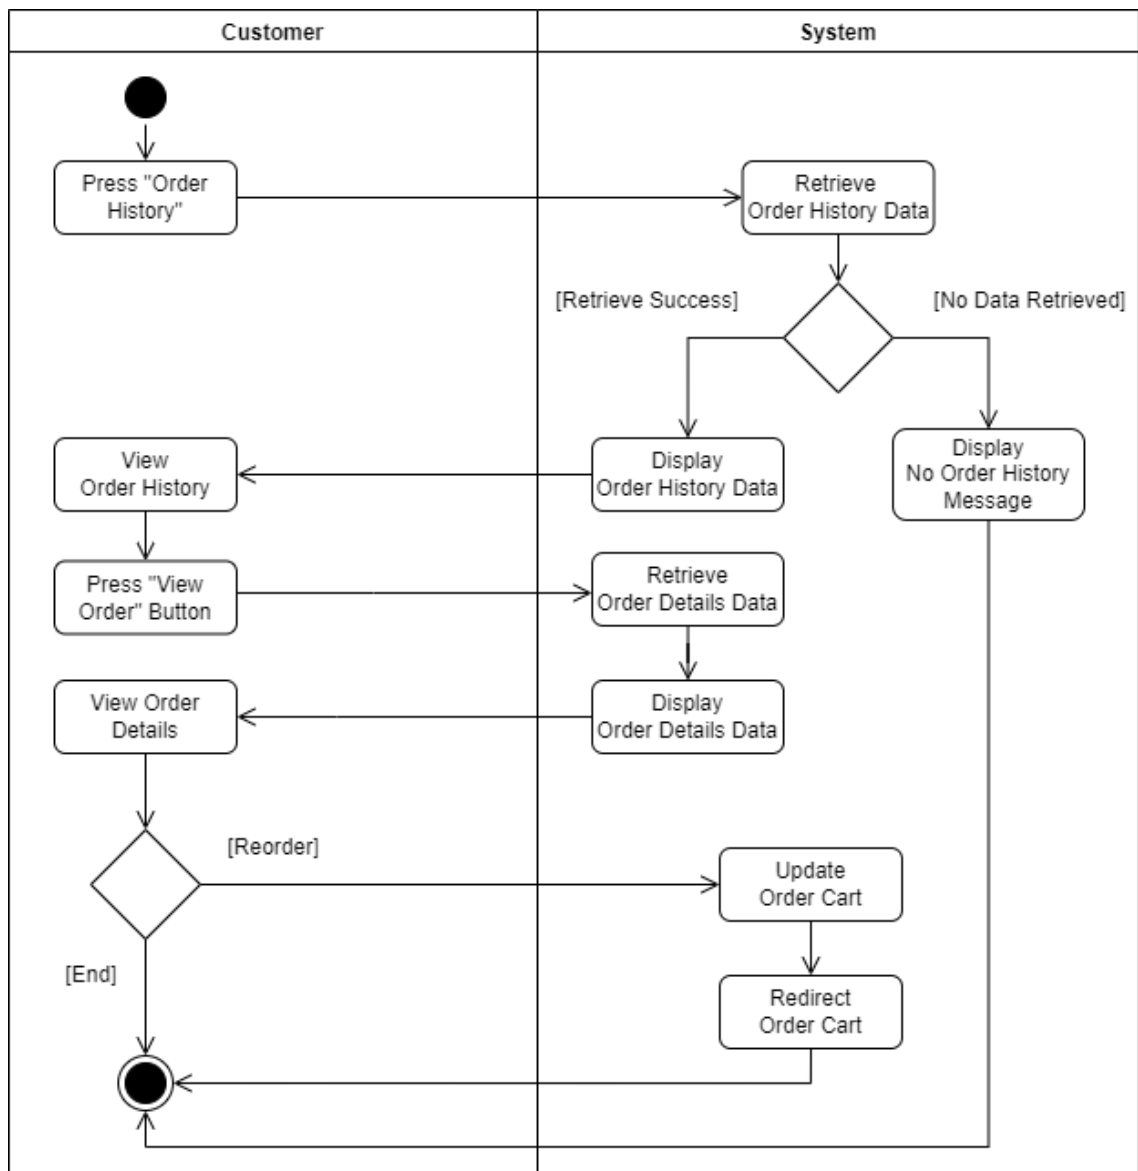 Customer
System
Press "Order
History"
Retrieve
Order History Data
[Retrieve Success]
[No Data Retrieved]
View
Order History
Display
Order History Data
Display
No Order History
Message
Press "View
Order" Button
Retrieve
Order Details Data
View Order
Details
Display
Order Details Data
[Reorder]
Update
Order Cart
[End]
Redirect
Order Cart